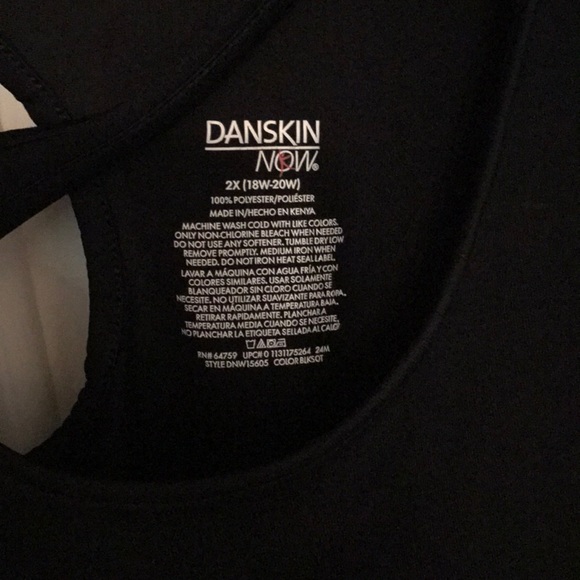 DANSKIN
NOW®
2X (18W-20W)
100% POLYESTER/POLIÉSTER
MADE IN/HECHO EN KENYA
MACHINE WASH COLD WITH LIKE COLORS.
ONLY NON-CHLORINE BLEACH WHEN NEEDED
DO NOT USE ANY SOFTENER. TUMBLE DRY LOW
REMOVE PROMPTLY. MEDIUM IRON WHEN
NEEDED. DO NOT IRON HEAT SEAL LABEL.
LAVAR A MÁQUINA CON AGUA FRÍA Y CON
COLORES SIMILARES. USAR SOLAMENTE
BLANQUEADOR SIN CLORO CUANDO SE
NECESITE. NO UTILIZAR SUAVIZANTE PARA ROPA.
SECAR EN MÁQUINA A TEMPERATURA BAJA.
RETIRAR RAPIDAMENTE. PLANCHAR A
TEMPERATURA MEDIA CUANDO SE NECESITE.
NO PLANCHAR LA ETIQUETA SELLADA AL CALOR
RN# 64759 UPC# 0 1131175264 24M
STYLE DNW15605 COLOR BLKSOT